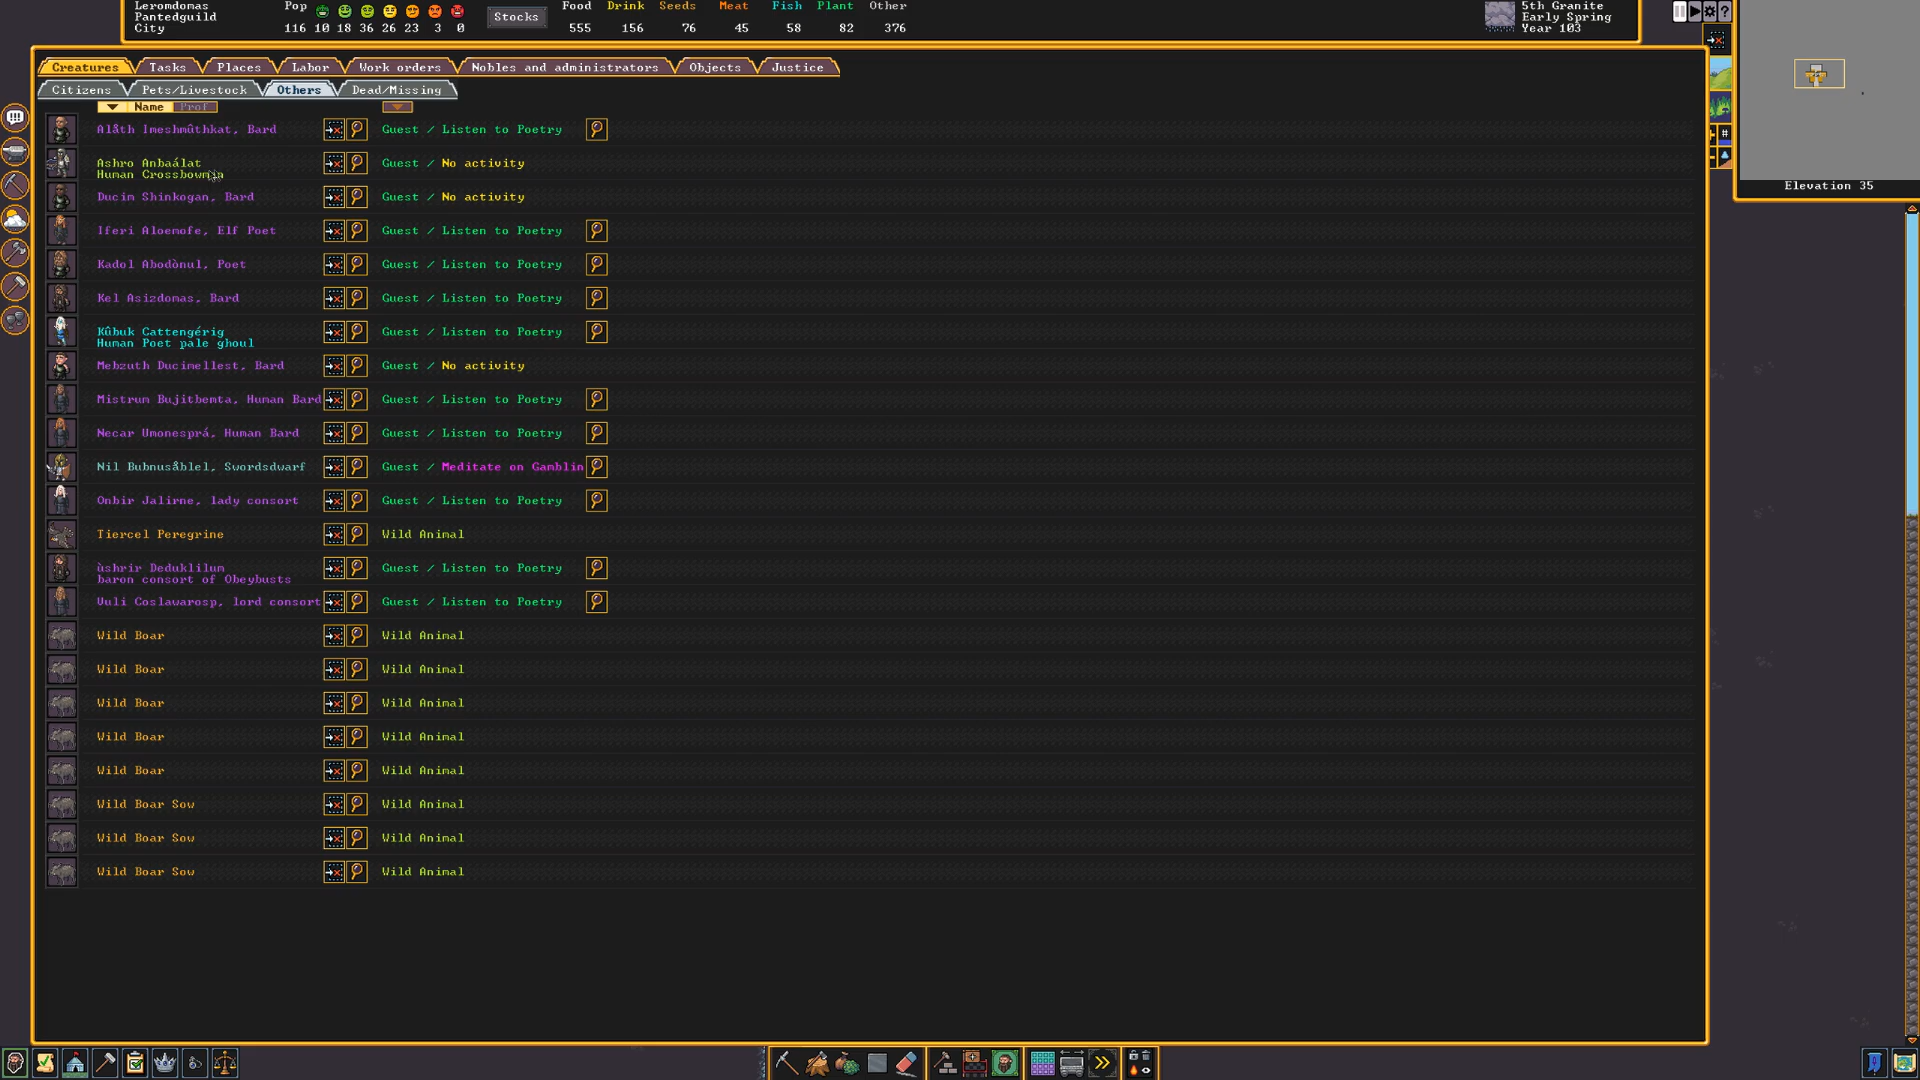 Leromdomas
Pantedguild
City
Pop
116 10 18 36 26 23 3 0
Stocks
Food Drink Seeds Meat Fish Plant Other
555 156 76 45 58 82 376
5th Granite
Early Spring
Year 103
Creatures Tasks Places Labor Work orders Nobles and administrators Objects Justice
Citizens Pets/Livestock Others Dead/Missing
Name Prof
Alåth Imeshmûthkat, Bard Guest / Listen to Poetry
Ashro Anbaálat Guest / No activity
Human Crossbowman
Ducim Shinkogan, Bard Guest / No activity
Iferi Aloemofe, Elf Poet Guest / Listen to Poetry
Kadol Abodònul, Poet Guest / Listen to Poetry
Kel Asizdomas, Bard Guest / Listen to Poetry
Kûbuk Cattengérig Guest / Listen to Poetry
Human Poet pale ghoul
Mebzuth Ducimellest, Bard Guest / No activity
Mistrum Bujitbemta, Human Bard Guest / Listen to Poetry
Necar Umonesprá, Human Bard Guest / Listen to Poetry
Nil Bubnusåblel, Swordsdwarf Guest / Meditate on Gamblin
Onbir Jalirne, lady consort Guest / Listen to Poetry
Tiercel Peregrine Wild Animal
ùshrir Deduklilum Guest / Listen to Poetry
baron consort of Obeybusts
Vuli Coslawarosp, lord consort Guest / Listen to Poetry
Wild Boar Wild Animal
Wild Boar Wild Animal
Wild Boar Wild Animal
Wild Boar Wild Animal
Wild Boar Wild Animal
Wild Boar Sow Wild Animal
Wild Boar Sow Wild Animal
Wild Boar Sow Wild Animal
Elevation 35